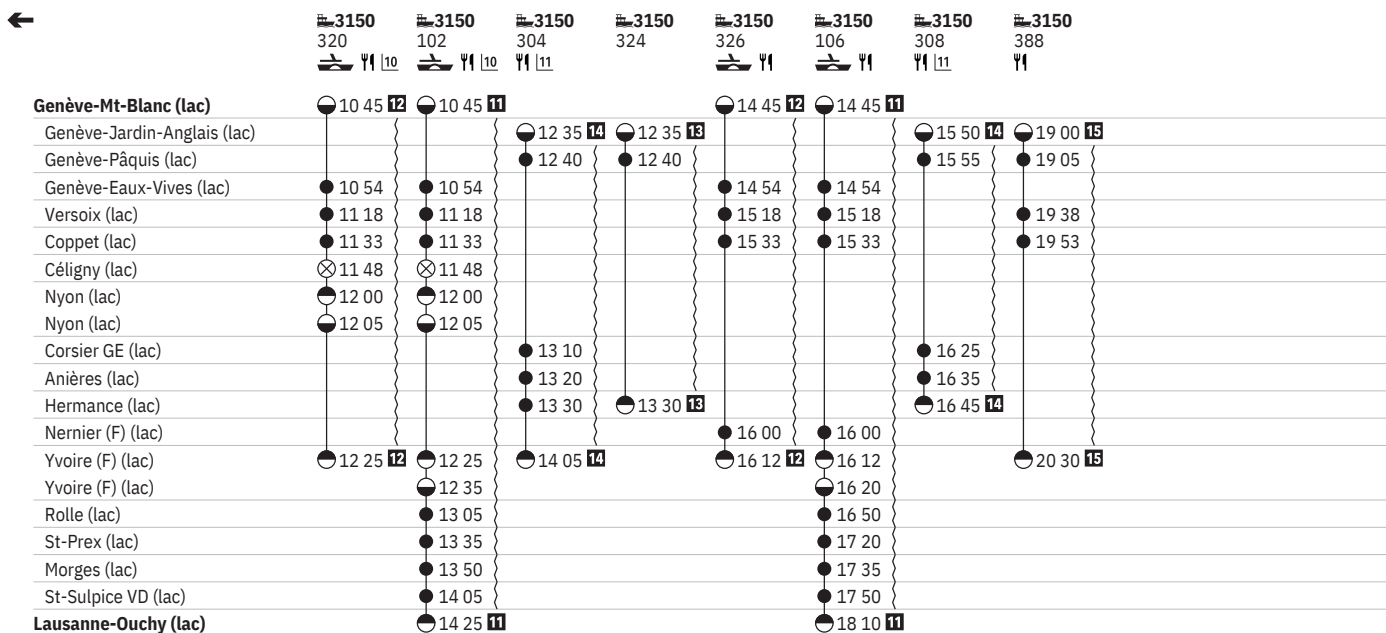 3150 3150 3150 3150 3150 3150 3150 3150
320 102 304 324 326 106 308 388
10 10 11 11
Genève-Mt-Blanc (lac) 10 45 12 10 45 11 14 45 12 14 45 11
Genève-Jardin-Anglais (lac) 12 35 14 12 35 13 15 50 14 19 00 15
Genève-Pâquis (lac) 12 40 12 40 15 55 19 05
Genève-Eaux-Vives (lac) 10 54 10 54 14 54 14 54
Versoix (lac) 11 18 11 18 15 18 15 18 19 38
Coppet (lac) 11 33 11 33 15 33 15 33 19 53
Céligny (lac) 11 48 11 48
Nyon (lac) 12 00 12 00
Nyon (lac) 12 05 12 05
Corsier GE (lac) 13 10 16 25
Anières (lac) 13 20 16 35
Hermance (lac) 13 30 13 30 13 16 45 14
Nernier (F) (lac) 16 00 16 00
Yvoire (F) (lac) 12 25 12 12 25 14 05 14 16 12 12 16 12 20 30 15
Yvoire (F) (lac) 12 35 16 20
Rolle (lac) 13 05 16 50
St-Prex (lac) 13 35 17 20
Morges (lac) 13 50 17 35
St-Sulpice VD (lac) 14 05 17 50
Lausanne-Ouchy (lac) 14 25 11 18 10 11